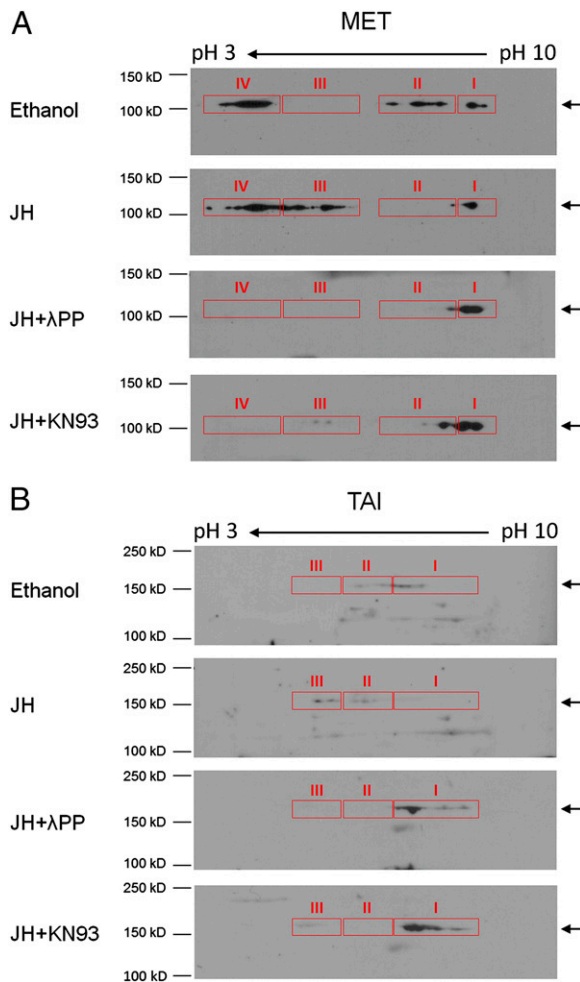 A
MET
pH 3 pH 10
Ethanol 150 kD IV III II I
100 kD
JH 150 kD IV III II I
100 kD
JH+λPP 150 kD IV III II I
100 kD
JH+KN93 150 kD IV III II I
100 kD
B
TAI
pH 3 pH 10
Ethanol 250 kD III II I
150 kD
100 kD
JH 250 kD III II I
150 kD
100 kD
JH+λPP 250 kD III II I
150 kD
100 kD
JH+KN93 250 kD III II I
150 kD
100 kD